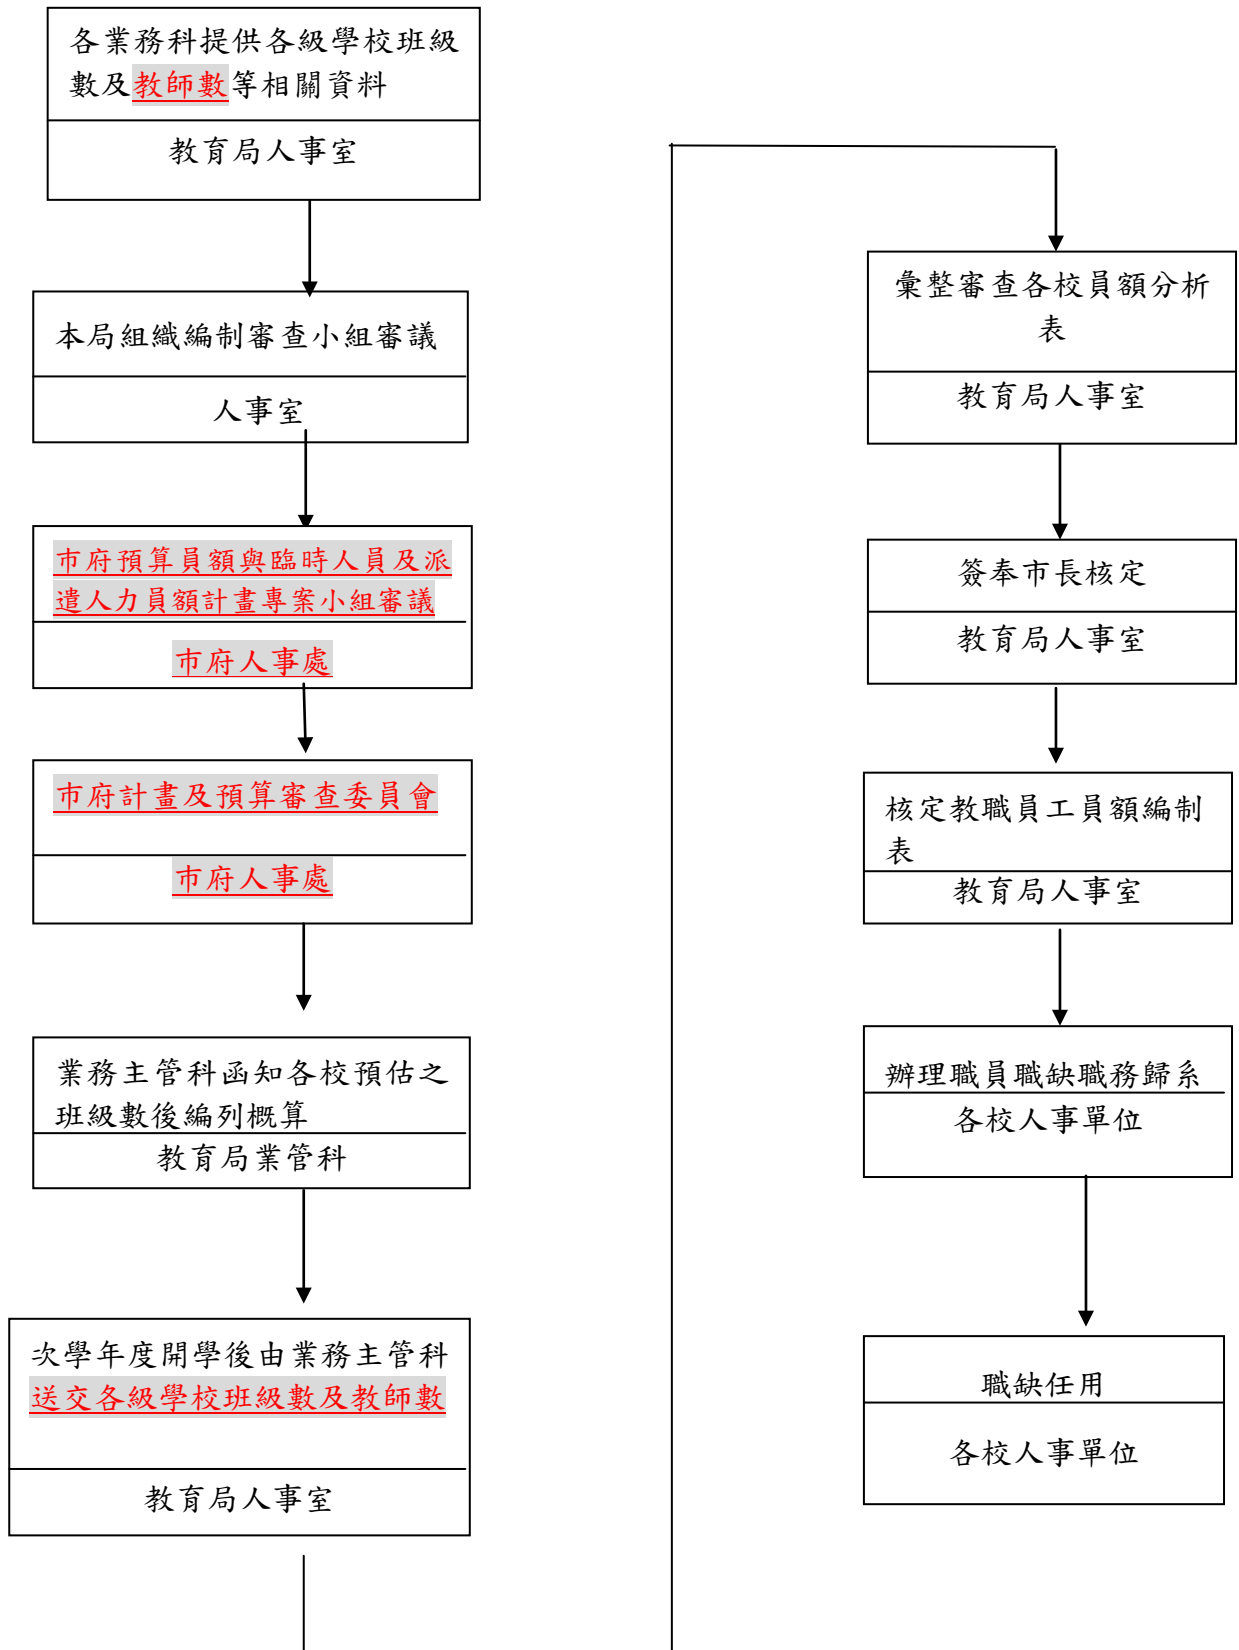 各業務科提供各級學校班級
數及教師數等相關資料
教育局人事室
本局組織編制審查小組審議
人事室
市府預算員額與臨時人員及派
遣人力員額計畫專案小組審議
市府人事處
市府計畫及預算審查委員會
市府人事處
業務主管科函知各校預估之
班級數後編列概算
教育局業管科
次學年度開學後由業務主管科
送交各級學校班級數及教師數
教育局人事室
彙整審查各校員額分析
表
教育局人事室
簽奉市長核定
教育局人事室
核定教職員工員額編制
表
教育局人事室
辦理職員職缺職務歸系
各校人事單位
職缺任用
各校人事單位